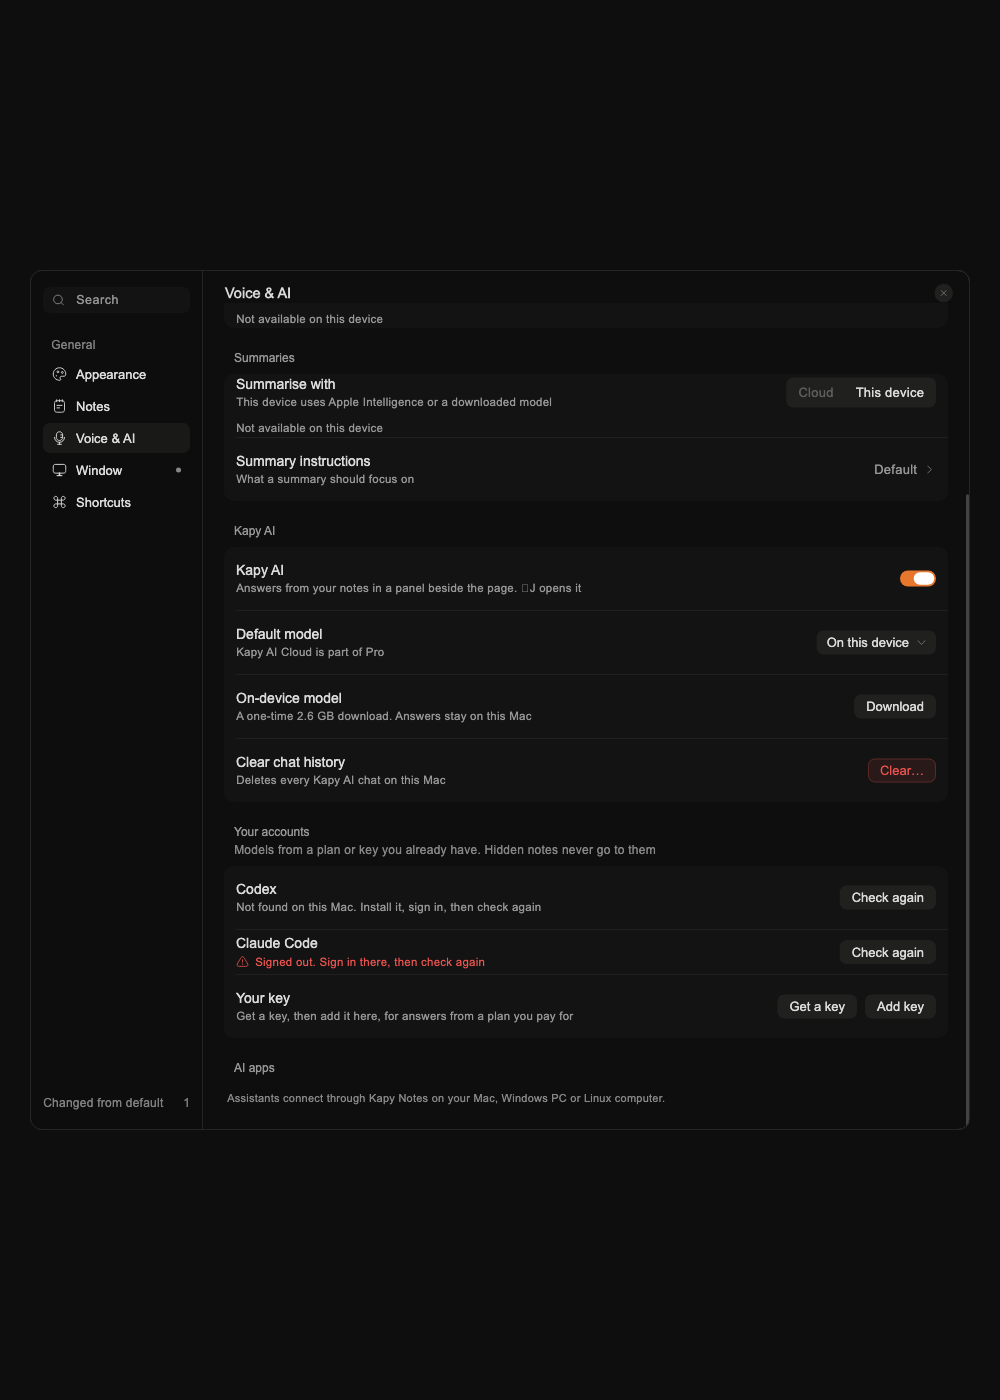 Search
General
Appearance
Notes
Voice & AI
Window
Shortcuts
Changed from default 1
Voice & AI
Not available on this device
Summaries
Summarise with
This device uses Apple Intelligence or a downloaded model
Cloud This device
Not available on this device
Summary instructions
What a summary should focus on
Default
Kapy AI
Kapy AI
Answers from your notes in a panel beside the page. □J opens it
Default model
Kapy AI Cloud is part of Pro
On this device
On-device model
A one-time 2.6 GB download. Answers stay on this Mac
Download
Clear chat history
Deletes every Kapy AI chat on this Mac
Clear…
Your accounts
Models from a plan or key you already have. Hidden notes never go to them
Codex
Not found on this Mac. Install it, sign in, then check again
Check again
Claude Code
Signed out. Sign in there, then check again
Check again
Your key
Get a key, then add it here, for answers from a plan you pay for
Get a key Add key
AI apps
Assistants connect through Kapy Notes on your Mac, Windows PC or Linux computer.